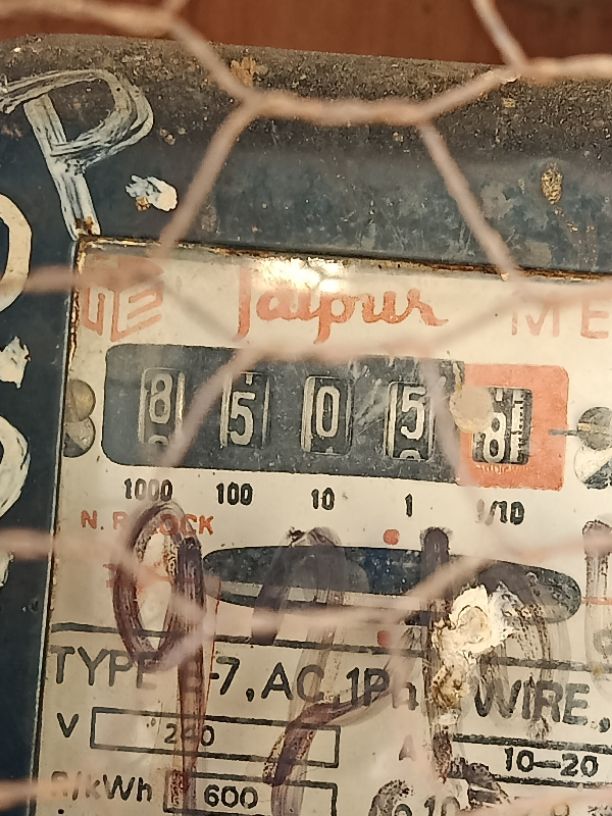 P
Jaipur ME
8 5 0 5 8
1000 100 10 1 1/10
TYPE -7, AC, 1Ph WIRE.,
V 240
A 10-20
R/kWh 600